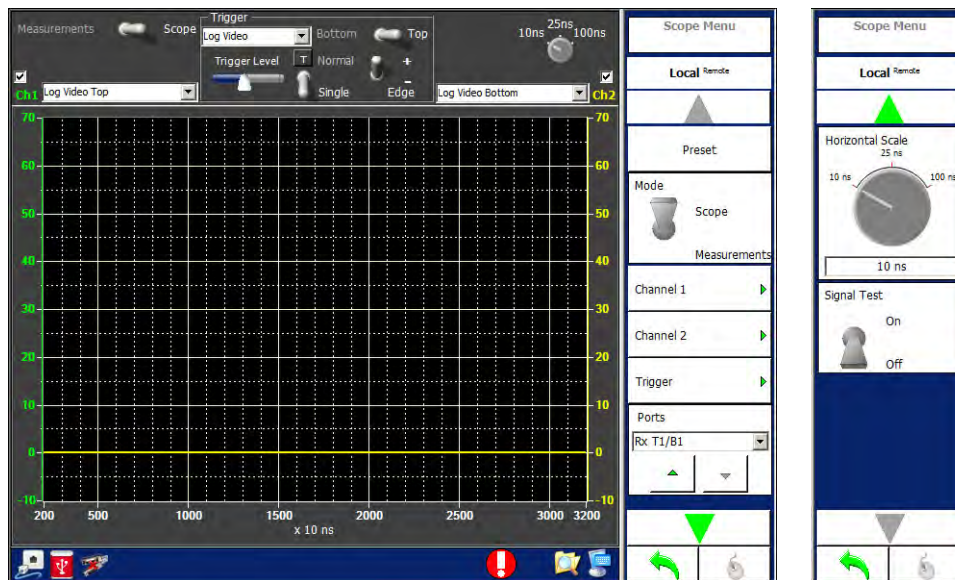 Trigger
Measurements
Scope
Log Video
Bottom
Top
10ns
25ns
100ns
Trigger Level
T
Normal
Single
+
-
Edge
Ch1
Log Video Top
Log Video Bottom
Ch2
70
60
50
40
30
20
10
0
-10
70
60
50
40
30
20
10
0
-10
200
500
1000
1500
2000
2500
3000
3200
x 10 ns
Scope Menu
Local Remote
Preset
Mode
Scope
Measurements
Channel 1
Channel 2
Trigger
Ports
Rx T1/B1
Scope Menu
Local Remote
Horizontal Scale
25 ns
10 ns
100 ns
10 ns
Signal Test
On
Off